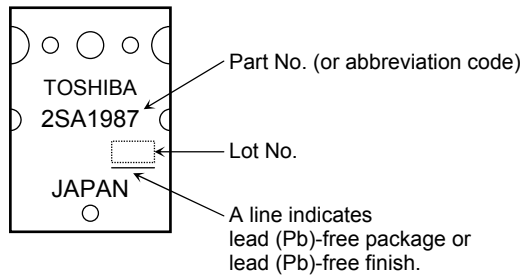 Part No. (or abbreviation code)
TOSHIBA
2SA1987
Lot No.
JAPAN
A line indicates
lead (Pb)-free package or
lead (Pb)-free finish.